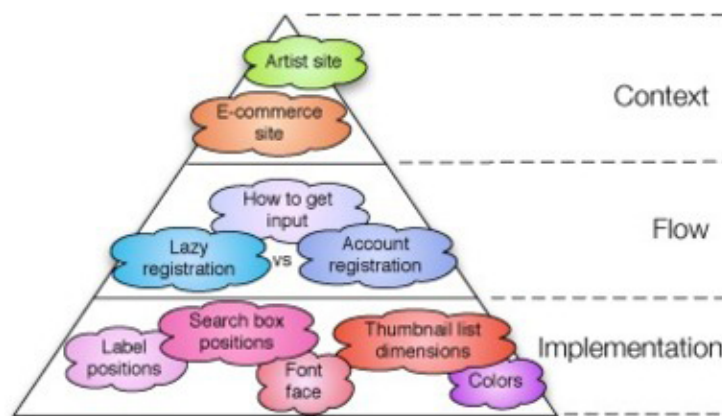 Artist site
E-commerce
site
Context
How to get
input
Lazy
registration
vs
Account
registration
Flow
Label
positions
Search box
positions
Font
face
Thumbnail list
dimensions
Colors
Implementation